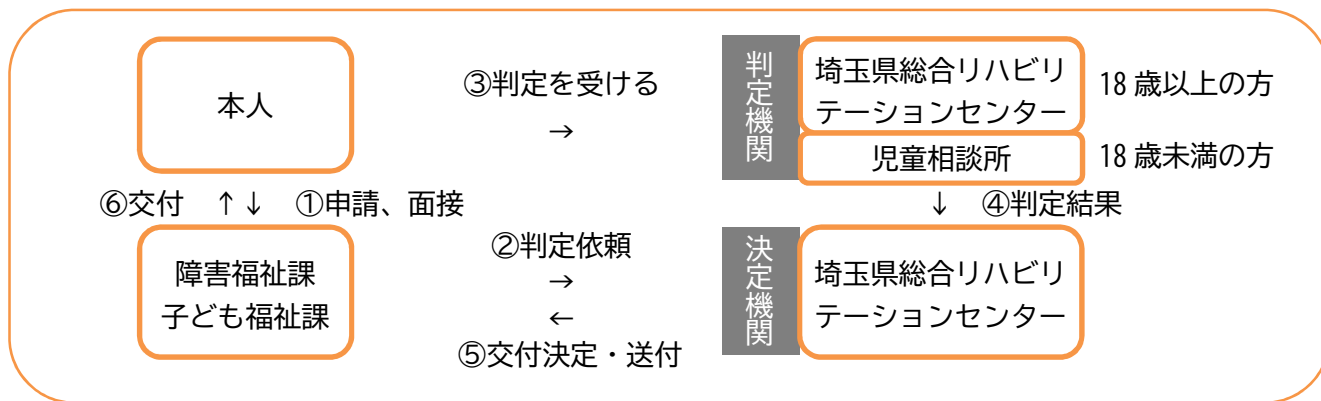 本人
③判定を受ける
→
判定機関
埼玉県総合リハビリ
テーションセンター
18歳以上の方
児童相談所
18歳未満の方
⑥交付 ↑↓ ①申請、面接
↓ ④判定結果
障害福祉課
子ども福祉課
②判定依頼
→
←
⑤交付決定・送付
決定機関
埼玉県総合リハビリ
テーションセンター